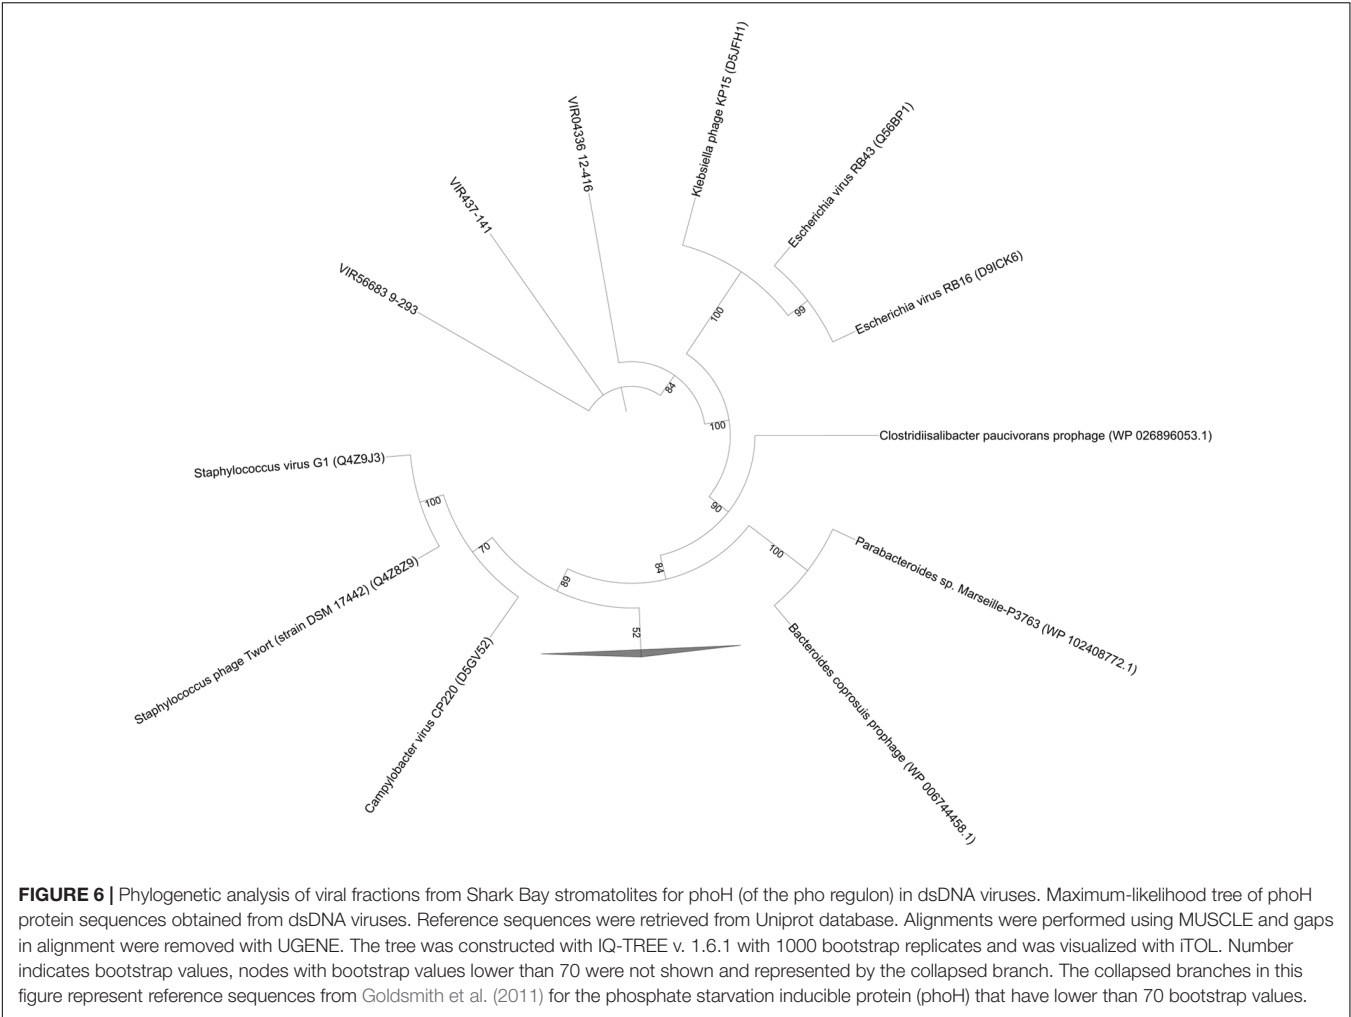 Klebsiella phage KP15 (D5JFH1)
VIR04336 12-416
Escherichia virus RB43 (Q56BP1)
VIR437-141
Escherichia virus RB16 (D9ICK6)
VIR56683 9-293
100
99
84
100
Clostridiisalibacter paucivorans prophage (WP 026896053.1)
Staphylococcus virus G1 (Q4Z9J3)
100
90
70
100
84
89
Parabacteroides sp. Marseille-P3763 (WP 102408772.1)
Staphylococcus phage Twort (strain DSM 17442) (Q4Z8Z9)
52
Campylobacter virus CP220 (D5GV52)
Bacteroides coprosuis prophage (WP 006744458.1)
FIGURE 6 | Phylogenetic analysis of viral fractions from Shark Bay stromatolites for phoH (of the pho regulon) in dsDNA viruses. Maximum-likelihood tree of phoH
protein sequences obtained from dsDNA viruses. Reference sequences were retrieved from Uniprot database. Alignments were performed using MUSCLE and gaps
in alignment were removed with UGENE. The tree was constructed with IQ-TREE v. 1.6.1 with 1000 bootstrap replicates and was visualized with iTOL. Number
indicates bootstrap values, nodes with bootstrap values lower than 70 were not shown and represented by the collapsed branch. The collapsed branches in this
figure represent reference sequences from Goldsmith et al. (2011) for the phosphate starvation inducible protein (phoH) that have lower than 70 bootstrap values.